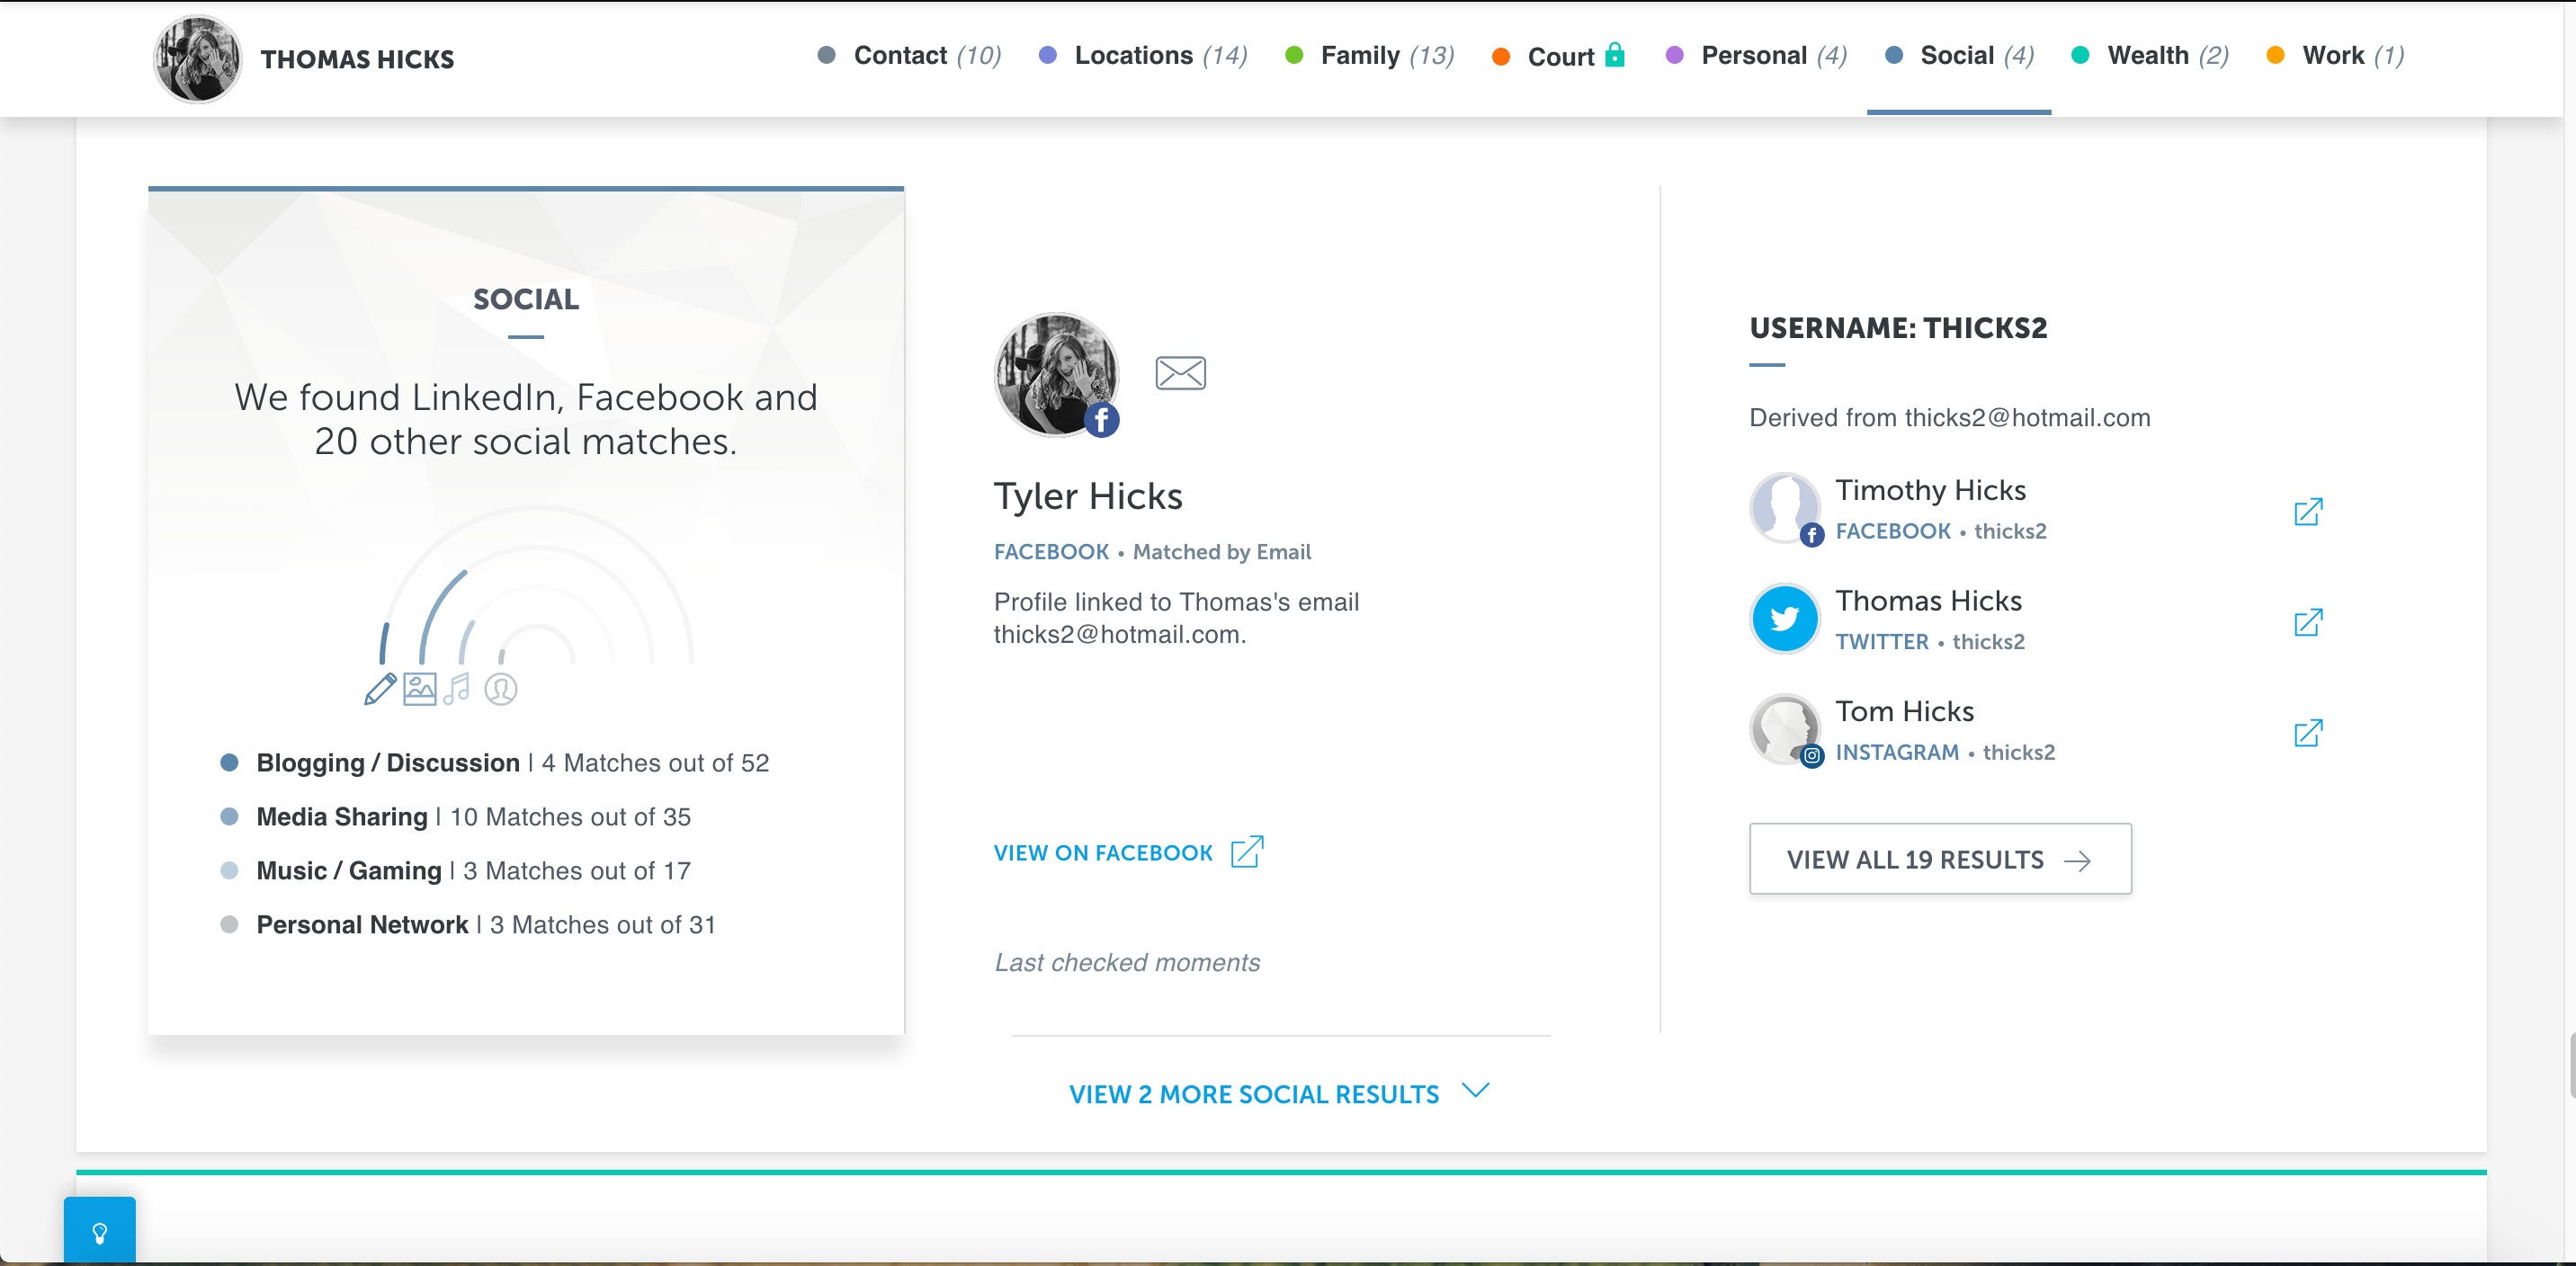 THOMAS HICKS
Contact (10)
Locations (14)
Family (13)
Court
Personal (4)
Social (4)
Wealth (2)
Work (1)
SOCIAL
We found LinkedIn, Facebook and
20 other social matches.
Blogging / Discussion | 4 Matches out of 52
Media Sharing | 10 Matches out of 35
Music / Gaming | 3 Matches out of 17
Personal Network | 3 Matches out of 31
Tyler Hicks
FACEBOOK • Matched by Email
Profile linked to Thomas's email
thicks2@hotmail.com.
VIEW ON FACEBOOK
Last checked moments
USERNAME: THICKS2
Derived from thicks2@hotmail.com
Timothy Hicks
FACEBOOK • thicks2
Thomas Hicks
TWITTER • thicks2
Tom Hicks
INSTAGRAM • thicks2
VIEW ALL 19 RESULTS
VIEW 2 MORE SOCIAL RESULTS